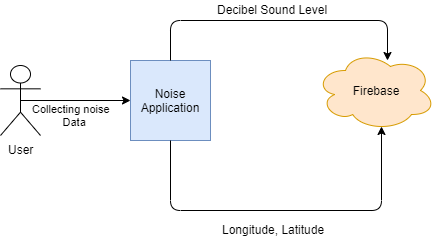 Decibel Sound Level
Noise
Application
Firebase
Collecting noise
Data
User
Longitude, Latitude